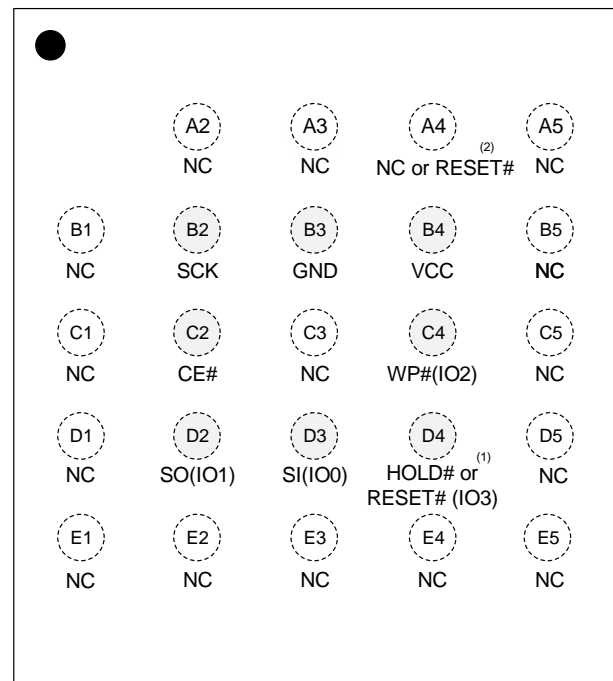 A2 A3 A4 A5
(2)
NC NC NC or RESET# NC
B1 B2 B3 B4 B5
NC SCK GND VCC NC
C1 C2 C3 C4 C5
NC CE# NC WP#(IO2) NC
D1 D2 D3 D4 D5
(1)
NC SO(IO1) SI(IO0) HOLD# or NC
RESET# (IO3)
E1 E2 E3 E4 E5
NC NC NC NC NC